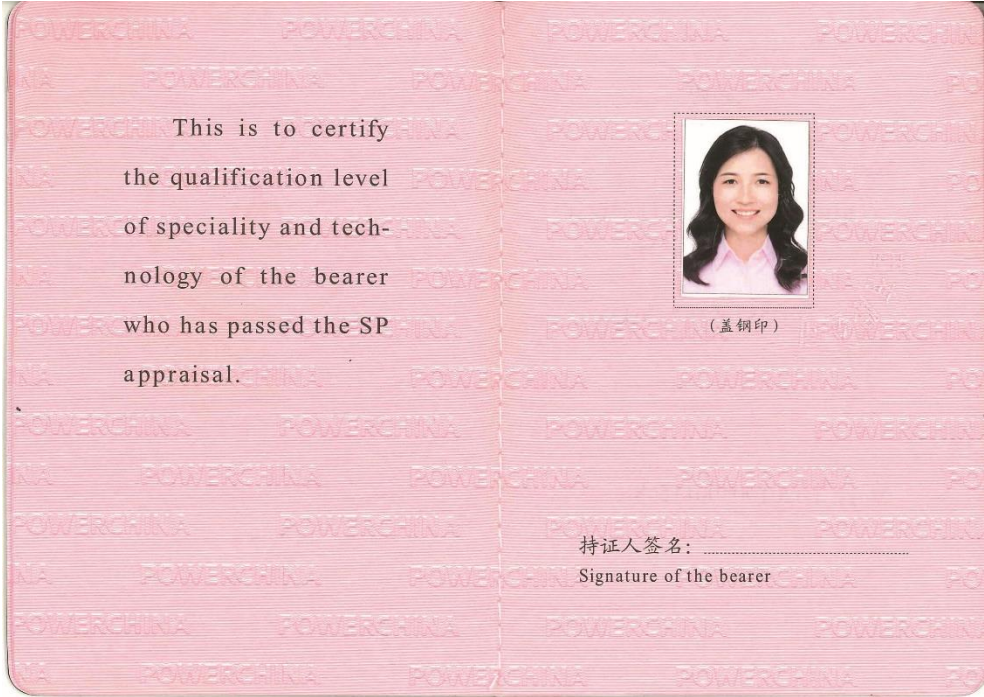 This is to certify
the qualification level
of speciality and tech-
nology of the bearer
who has passed the SP
appraisal.
(盖钢印)
持证人签名:
Signature of the bearer
POWERCHINA